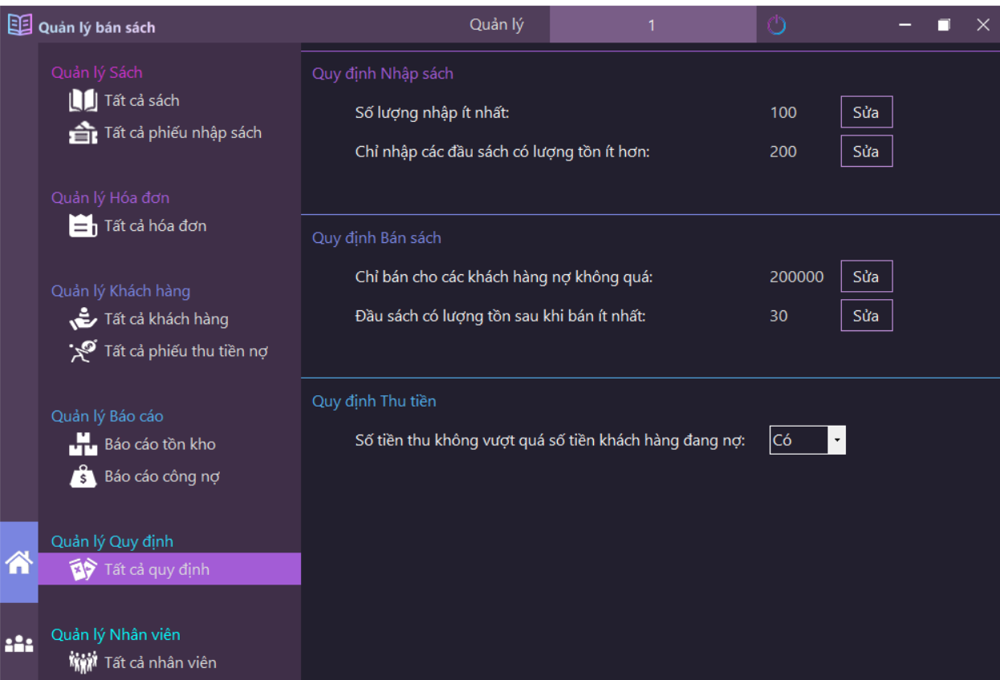 Quản lý bán sách
Quản lý
1
Quản lý Sách
Tất cả sách
Tất cả phiếu nhập sách
Quản lý Hóa đơn
Tất cả hóa đơn
Quản lý Khách hàng
Tất cả khách hàng
Tất cả phiếu thu tiền nợ
Quản lý Báo cáo
Báo cáo tồn kho
Báo cáo công nợ
Quản lý Quy định
Tất cả quy định
Quản lý Nhân viên
Tất cả nhân viên
Quy định Nhập sách
Số lượng nhập ít nhất: 100 Sửa
Chỉ nhập các đầu sách có lượng tồn ít hơn: 200 Sửa
Quy định Bán sách
Chỉ bán cho các khách hàng nợ không quá: 200000 Sửa
Đầu sách có lượng tồn sau khi bán ít nhất: 30 Sửa
Quy định Thu tiền
Số tiền thu không vượt quá số tiền khách hàng đang nợ: Có